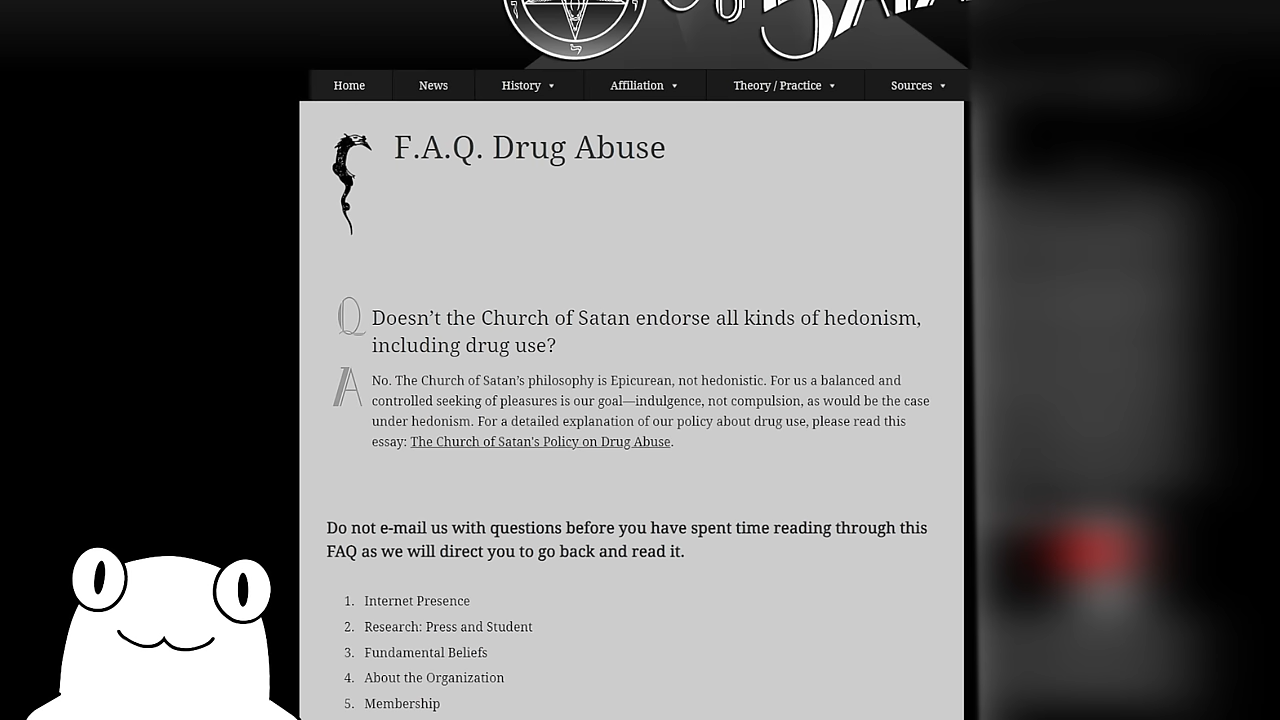 Home News History Affiliation Theory / Practice Sources
F.A.Q. Drug Abuse
Q Doesn’t the Church of Satan endorse all kinds of hedonism,
including drug use?
A No. The Church of Satan’s philosophy is Epicurean, not hedonistic. For us a balanced and
controlled seeking of pleasures is our goal—indulgence, not compulsion, as would be the case
under hedonism. For a detailed explanation of our policy about drug use, please read this
essay: The Church of Satan's Policy on Drug Abuse.
Do not e-mail us with questions before you have spent time reading through this
FAQ as we will direct you to go back and read it.
1. Internet Presence
2. Research: Press and Student
3. Fundamental Beliefs
4. About the Organization
5. Membership